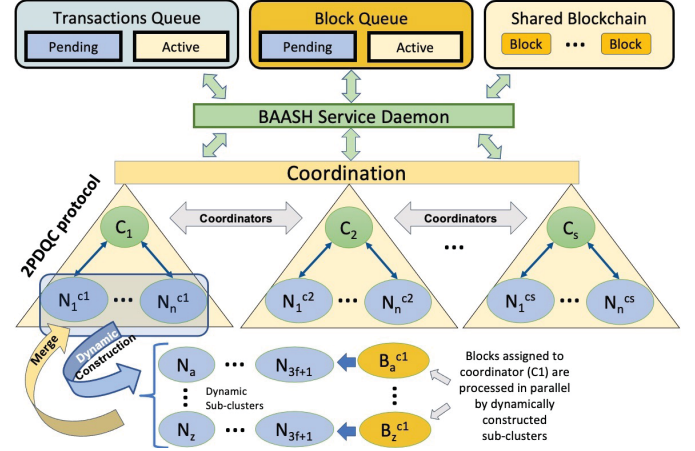 Transactions Queue
Pending
Active
Block Queue
Pending
Active
Shared Blockchain
Block ••• Block
BAASH Service Daemon
Coordination
2PDQC protocol
C1
Coordinators
C2
Coordinators
Cs
•••
N1c1 ••• Nnc1
N1c2 ••• Nnc2
N1cs ••• Nncs
Merge
Dynamic
Construction
Na ••• N3f+1 Bac1
Dynamic
Sub-clusters
Nz ••• N3f+1 Bzc1
Blocks assigned to
coordinator (C1) are
processed in parallel
by dynamically
constructed
sub-clusters